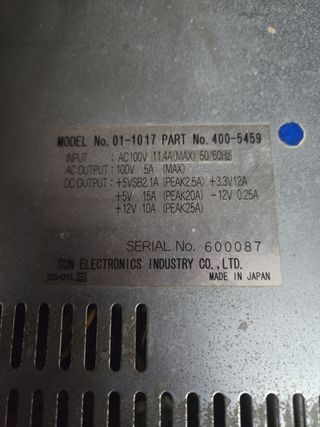 MODEL No. 01-1017 PART No. 400-5459
INPUT : AC100V 11.4A(MAX) 50/60Hz
AC OUTPUT : 100V 5A (MAX)
DC OUTPUT : +5VSB2.1A (PEAK2.5A) +3.3V12A
+5V 15A (PEAK20A) -12V 0.25A
+12V 10A (PEAK25A)
SERIAL No. 600087
SUN ELECTRONICS INDUSTRY CO.,LTD.
MADE IN JAPAN